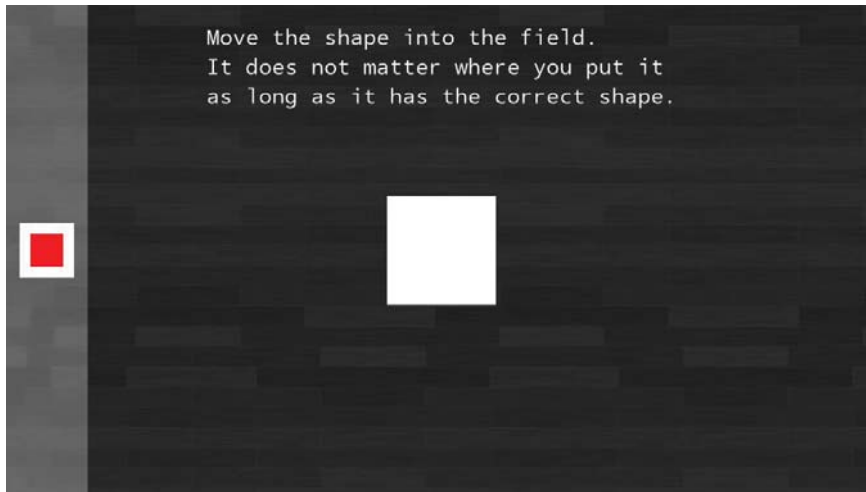 Move the shape into the field.
It does not matter where you put it
as long as it has the correct shape.